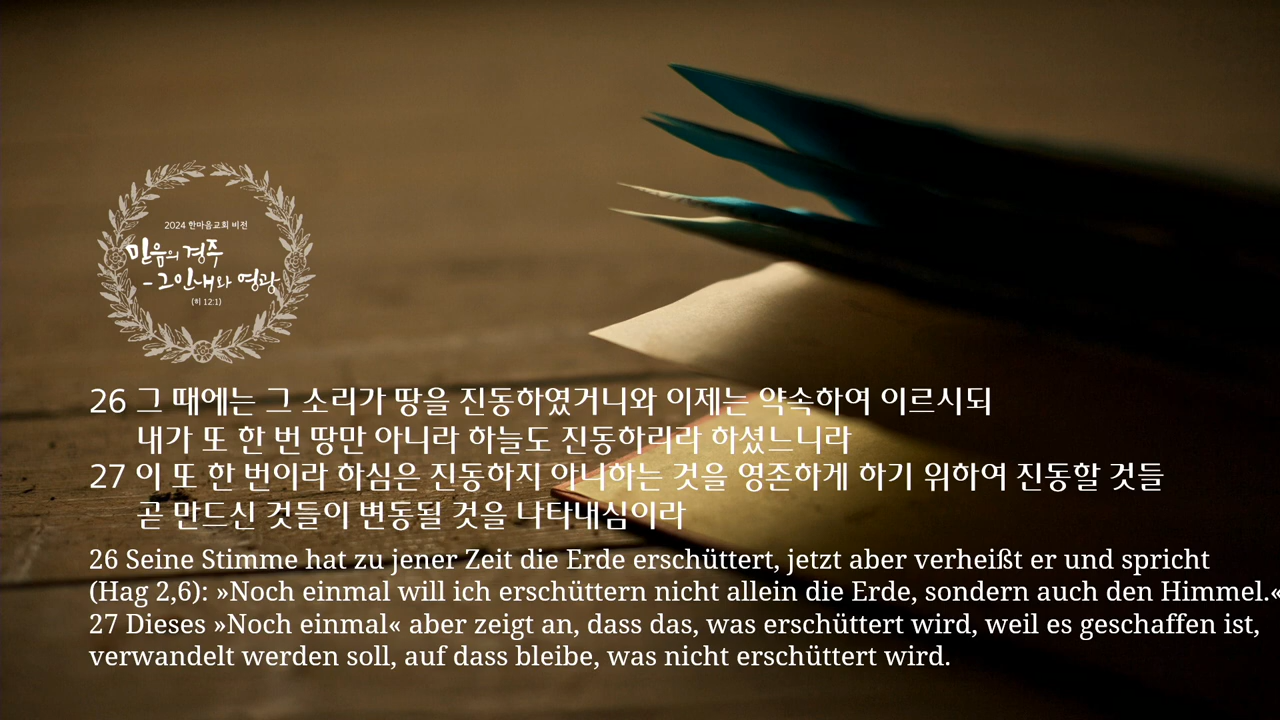 2024 한마음교회 비전
믿음의 경주
- 그 인내와 영광
(히 12:1)
26 그 때에는 그 소리가 땅을 진동하였거니와 이제는 약속하여 이르시되
내가 또 한 번 땅만 아니라 하늘도 진동하리라 하셨느니라
27 이 또 한 번이라 하심은 진동하지 아니하는 것을 영존하게 하기 위하여 진동할 것들
곧 만드신 것들이 변동될 것을 나타내심이라
26 Seine Stimme hat zu jener Zeit die Erde erschüttert, jetzt aber verheißt er und spricht
(Hag 2,6): »Noch einmal will ich erschüttern nicht allein die Erde, sondern auch den Himmel.«
27 Dieses »Noch einmal« aber zeigt an, dass das, was erschüttert wird, weil es geschaffen ist,
verwandelt werden soll, auf dass bleibe, was nicht erschüttert wird.